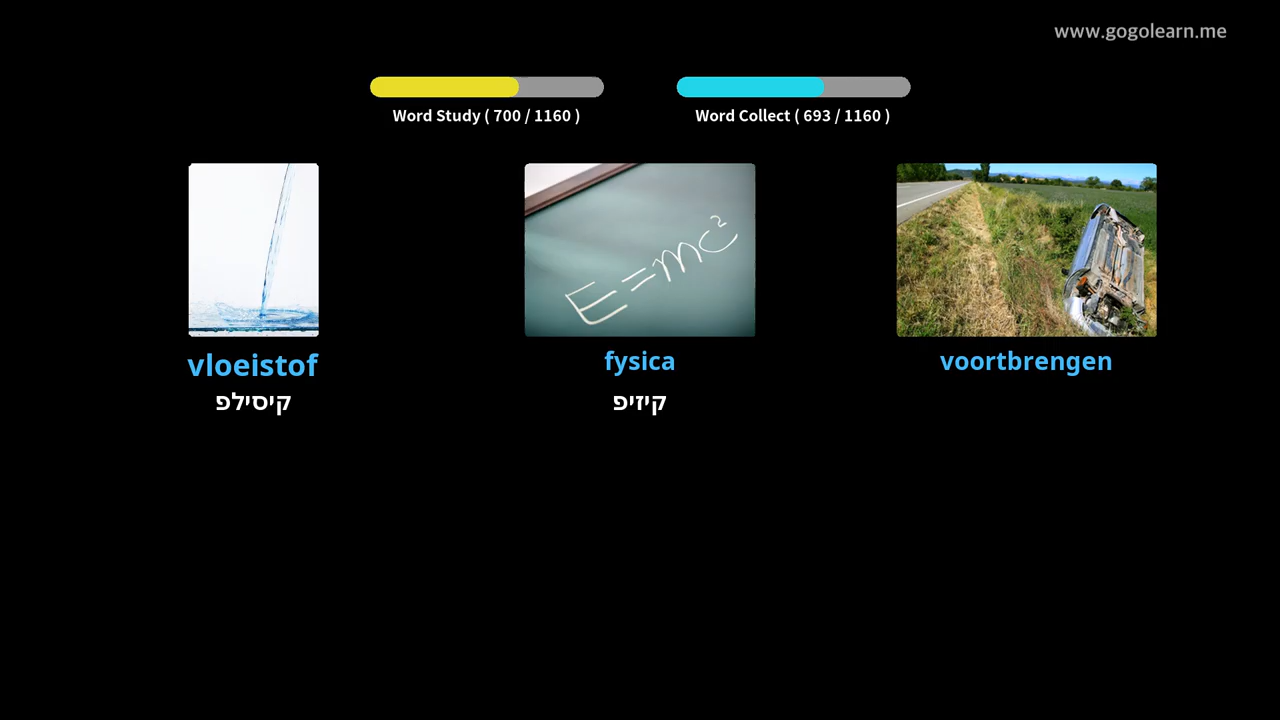 www.gogolearn.me
Word Study ( 700 / 1160 )
Word Collect ( 693 / 1160 )
vloeistof
קיסילפ
fysica
קיזיפ
voortbrengen
E=mc²